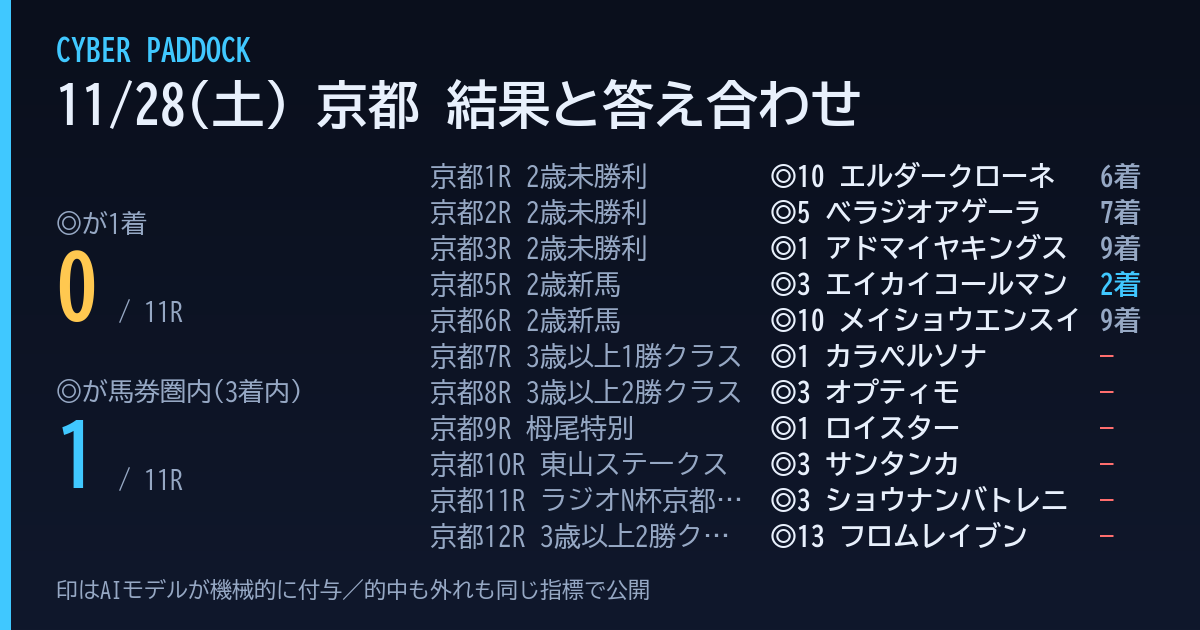 CYBER PADDOCK
11/28(土) 京都 結果と答え合わせ
◎が1着
0 / 11R
◎が馬券圏内(3着内)
1 / 11R
京都1R 2歳未勝利 ◎10 エルダークローネ 6着
京都2R 2歳未勝利 ◎5 ベラジオアゲーラ 7着
京都3R 2歳未勝利 ◎1 アドマイヤキングス 9着
京都5R 2歳新馬 ◎3 エイカイコールマン 2着
京都6R 2歳新馬 ◎10 メイショウエンスイ 9着
京都7R 3歳以上1勝クラス ◎1 カラペルソナ −
京都8R 3歳以上2勝クラス ◎3 オプティモ −
京都9R 栂尾特別 ◎1 ロイスター −
京都10R 東山ステークス ◎3 サンタンカ −
京都11R ラジオN杯京都… ◎3 ショウナンバトレニ −
京都12R 3歳以上2勝ク… ◎13 フロムレイブン −
印はAIモデルが機械的に付与／的中も外れも同じ指標で公開